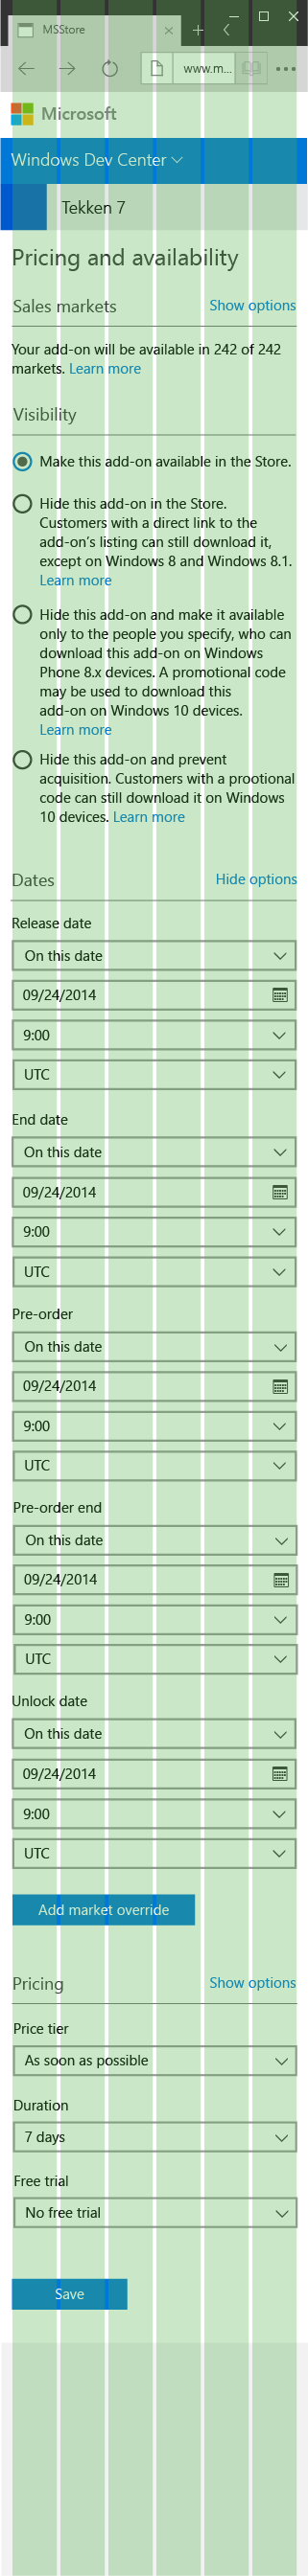 MSStore
www.m...
Microsoft
Windows Dev Center
Tekken 7
Pricing and availability
Sales markets Show options
Your add-on will be available in 242 of 242
markets. Learn more
Visibility
Make this add-on available in the Store.
Hide this add-on in the Store.
Customers with a direct link to the
add-on's listing can still download it,
except on Windows 8 and Windows 8.1.
Learn more
Hide this add-on and make it available
only to the people you specify, who can
download this add-on on Windows
Phone 8.x devices. A promotional code
may be used to download this
add-on on Windows 10 devices.
Learn more
Hide this add-on and prevent
acquisition. Customers with a prootional
code can still download it on Windows
10 devices. Learn more
Dates Hide options
Release date
On this date
09/24/2014
9:00
UTC
End date
On this date
09/24/2014
9:00
UTC
Pre-order
On this date
09/24/2014
9:00
UTC
Pre-order end
On this date
09/24/2014
9:00
UTC
Unlock date
On this date
09/24/2014
9:00
UTC
Add market override
Pricing Show options
Price tier
As soon as possible
Duration
7 days
Free trial
No free trial
Save